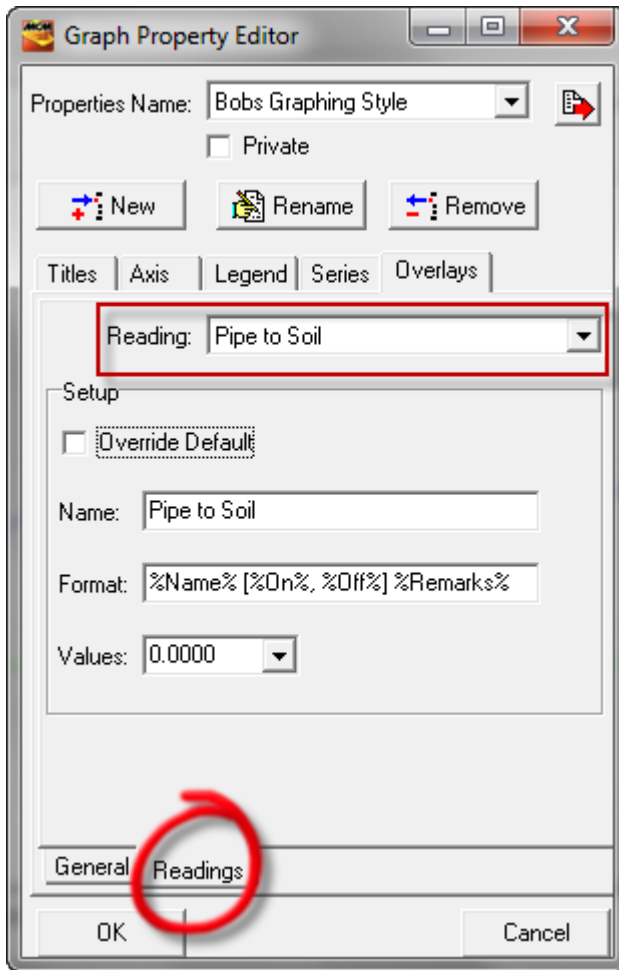 MCM Graph Property Editor
Properties Name: Bobs Graphing Style
Private
New Rename Remove
Titles Axis Legend Series Overlays
Reading: Pipe to Soil
Setup
Override Default
Name: Pipe to Soil
Format: %Name% [%On%, %Off%] %Remarks%
Values: 0.0000
General Readings
OK Cancel